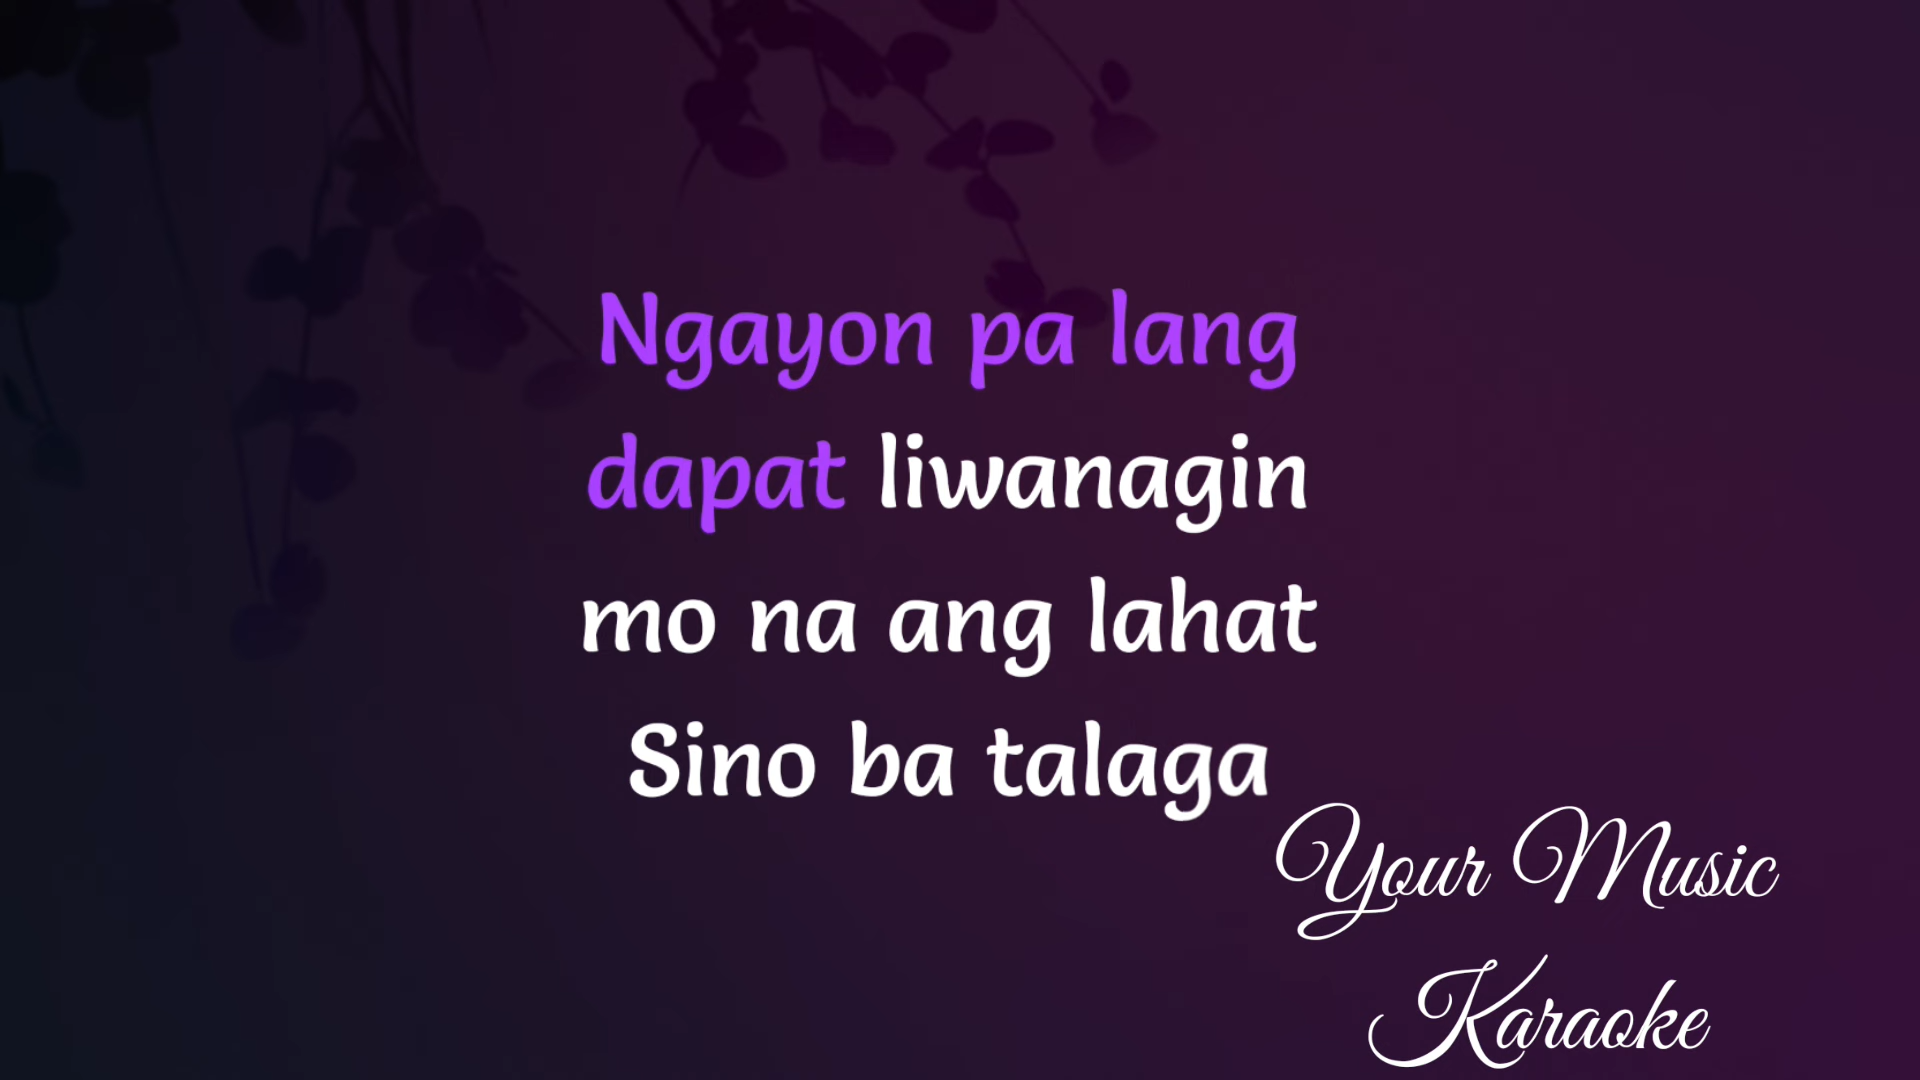 Ngayon pa lang
dapat liwanagin
mo na ang lahat
Sino ba talaga
Your Music
Karaoke